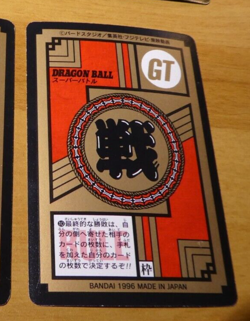 ©バードスタジオ/集英社・フジテレビ・東映動画
DRAGON BALL
スーパーバトル
GT
戦
最終的な勝敗は、自
分の側へ寄せた相手の
カードの枚数に、手札
を加えた自分のカード
の枚数で決定するぞ!!
BANDAI 1996 MADE IN JAPAN